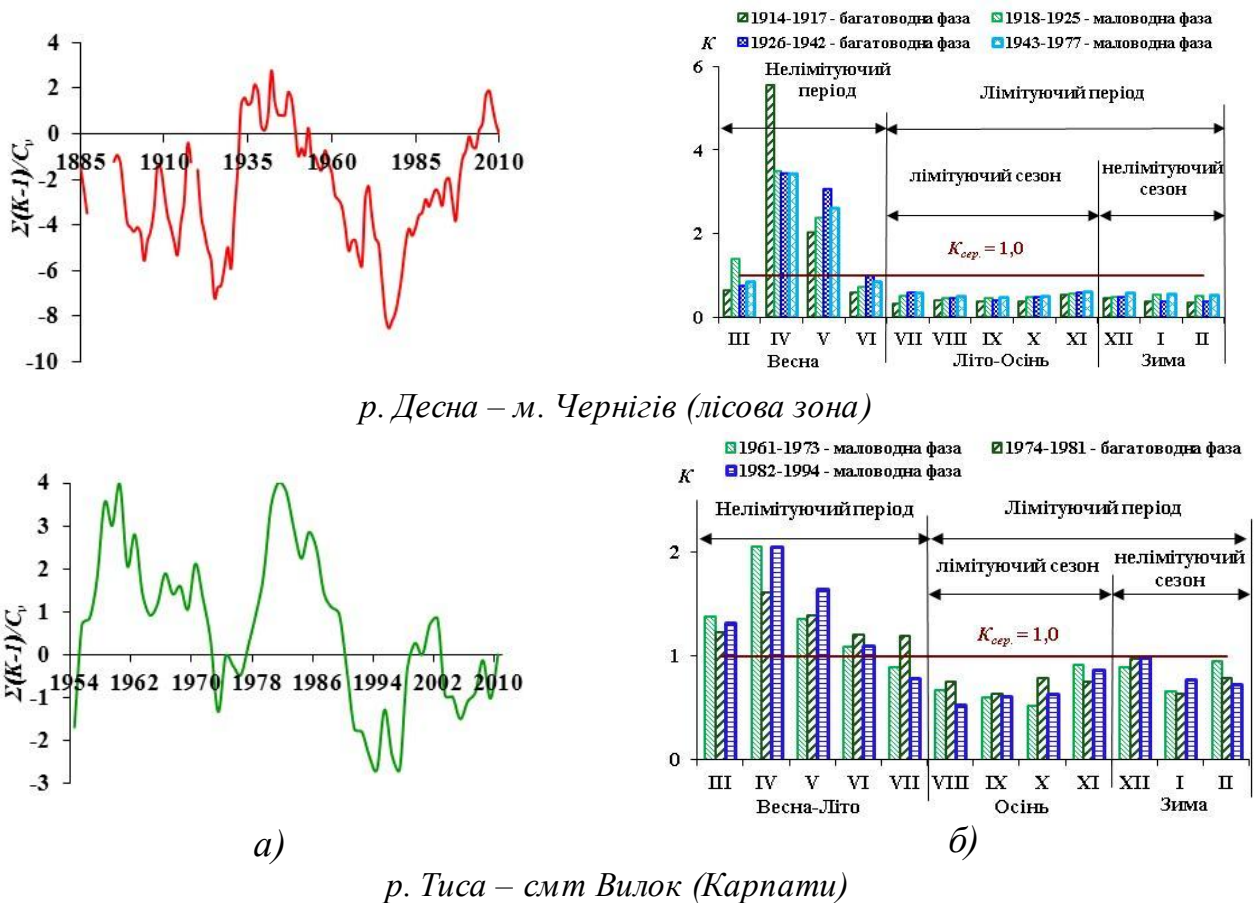 4
2
0
-2
-4
-6
-8
-10
Σ(K-1)/Cv
1885 1910 1935 1960 1985 2010
1914-1917 - багатоводна фаза 1918-1925 - маловодна фаза
1926-1942 - багатоводна фаза 1943-1977 - маловодна фаза
K
6
4
2
0
Нелімітуючий
період
Лімітуючий період
лімітуючий сезон
нелімітуючий
сезон
Kсер. = 1,0
III IV V VI VII VIII IX X XI XII I II
Весна Літо-Осінь Зима
р. Десна – м. Чернігів (лісова зона)
4
3
2
1
0
-1
-2
-3
Σ(K-1)/Cv
1954 1962 1970 1978 1986 1994 2002 2010
а)
1961-1973 - маловодна фаза 1974-1981 - багатоводна фаза
1982-1994 - маловодна фаза
K
2
1
0
Нелімітуючий період Лімітуючий період
лімітуючий сезон
нелімітуючий
сезон
Kсер. = 1,0
III IV V VI VII VIII IX X XI XII I II
Весна-Літо Осінь Зима
б)
р. Тиса – смт Вилок (Карпати)